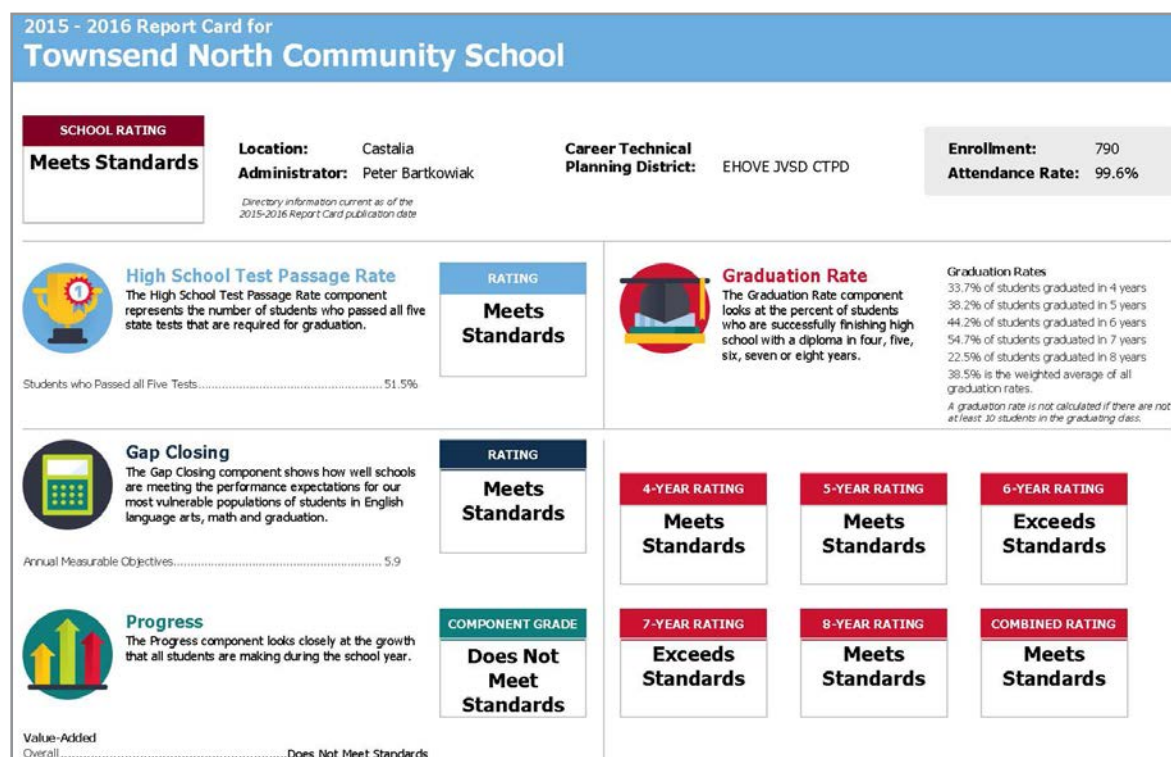 2015 - 2016 Report Card for
Townsend North Community School
SCHOOL RATING
Meets Standards
Location: Castalia
Administrator: Peter Bartkowiak
Directory information current as of the
2015-2016 Report Card publication date
Career Technical
Planning District: EHOVE JVSD CTPD
Enrollment: 790
Attendance Rate: 99.6%
1
High School Test Passage Rate
The High School Test Passage Rate component
represents the number of students who passed all five
state tests that are required for graduation.
RATING
Meets
Standards
Students who Passed all Five Tests.......................................................51.5%
Graduation Rate
The Graduation Rate component
looks at the percent of students
who are successfully finishing high
school with a diploma in four, five,
six, seven or eight years.
Graduation Rates
33.7% of students graduated in 4 years
38.2% of students graduated in 5 years
44.2% of students graduated in 6 years
54.7% of students graduated in 7 years
22.5% of students graduated in 8 years
38.5% is the weighted average of all
graduation rates.
A graduation rate is not calculated if there are not
at least 10 students in the graduating class.
Gap Closing
The Gap Closing component shows how well schools
are meeting the performance expectations for our
most vulnerable populations of students in English
language arts, math and graduation.
RATING
Meets
Standards
Annual Measurable Objectives............................................................5.9
4-YEAR RATING
Meets
Standards
5-YEAR RATING
Meets
Standards
6-YEAR RATING
Exceeds
Standards
Progress
The Progress component looks closely at the growth
that all students are making during the school year.
COMPONENT GRADE
Does Not
Meet
Standards
7-YEAR RATING
Exceeds
Standards
8-YEAR RATING
Meets
Standards
COMBINED RATING
Meets
Standards
Value-Added
Overall................................................................Does Not Meet Standards